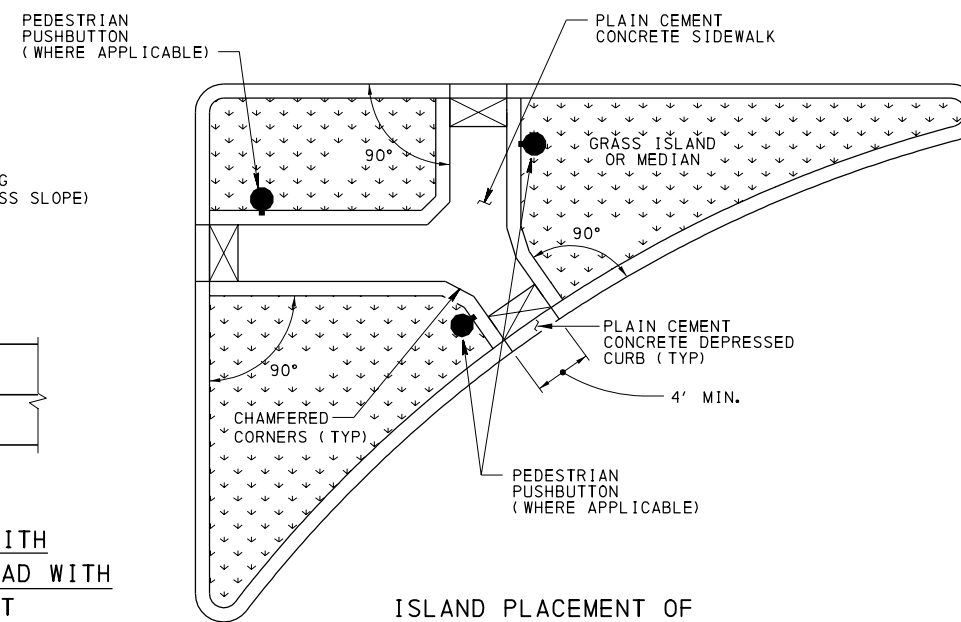 PEDESTRIAN
PUSHBUTTON
(WHERE APPLICABLE)
PLAIN CEMENT
CONCRETE SIDEWALK
90°
GRASS ISLAND
OR MEDIAN
SS SLOPE)
90°
PLAIN CEMENT
CONCRETE DEPRESSED
CURB (TYP)
90°
4' MIN.
CHAMFERED
CORNERS (TYP)
PEDESTRIAN
PUSHBUTTON
(WHERE APPLICABLE)
ITH
AD WITH
T
ISLAND PLACEMENT OF